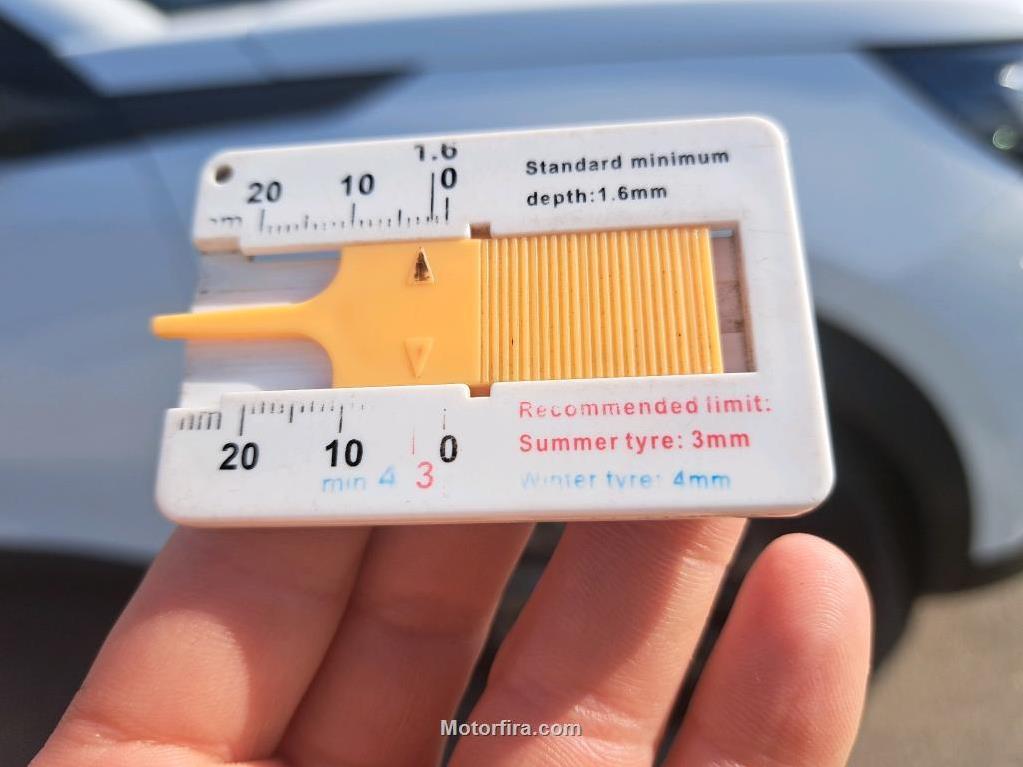 1.6
20 10 0
Standard minimum
depth:1.6mm
20 10 0
min 4 3
Recommended limit:
Summer tyre: 3mm
Winter tyre: 4mm
Motorfira.com